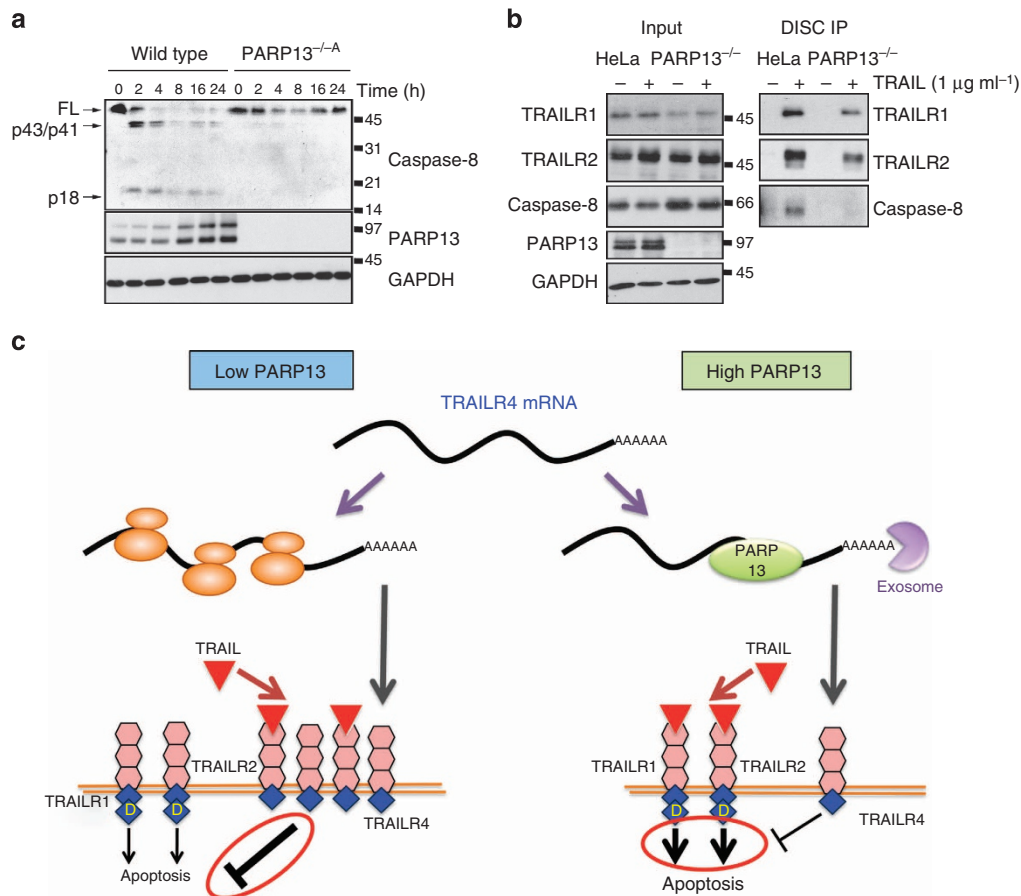 a
Wild type PARP13−/−A
0 2 4 8 16 24 0 2 4 8 16 24 Time (h)
FL
45
p43/p41
31
Caspase-8
21
p18
14
97
PARP13
45
GAPDH
b
Input DISC IP
HeLa PARP13−/− HeLa PARP13−/−
− + − + − + − + TRAIL (1 µg ml−1)
TRAILR1 45 TRAILR1
TRAILR2 45 TRAILR2
Caspase-8 66 Caspase-8
PARP13 97
GAPDH 45
c
Low PARP13 High PARP13
TRAILR4 mRNA
AAAAAA
AAAAAA
PARP
13
AAAAAA
Exosome
TRAIL TRAIL
TRAILR2 TRAILR1 TRAILR2
TRAILR1 TRAILR4 TRAILR4
D D D D
Apoptosis Apoptosis